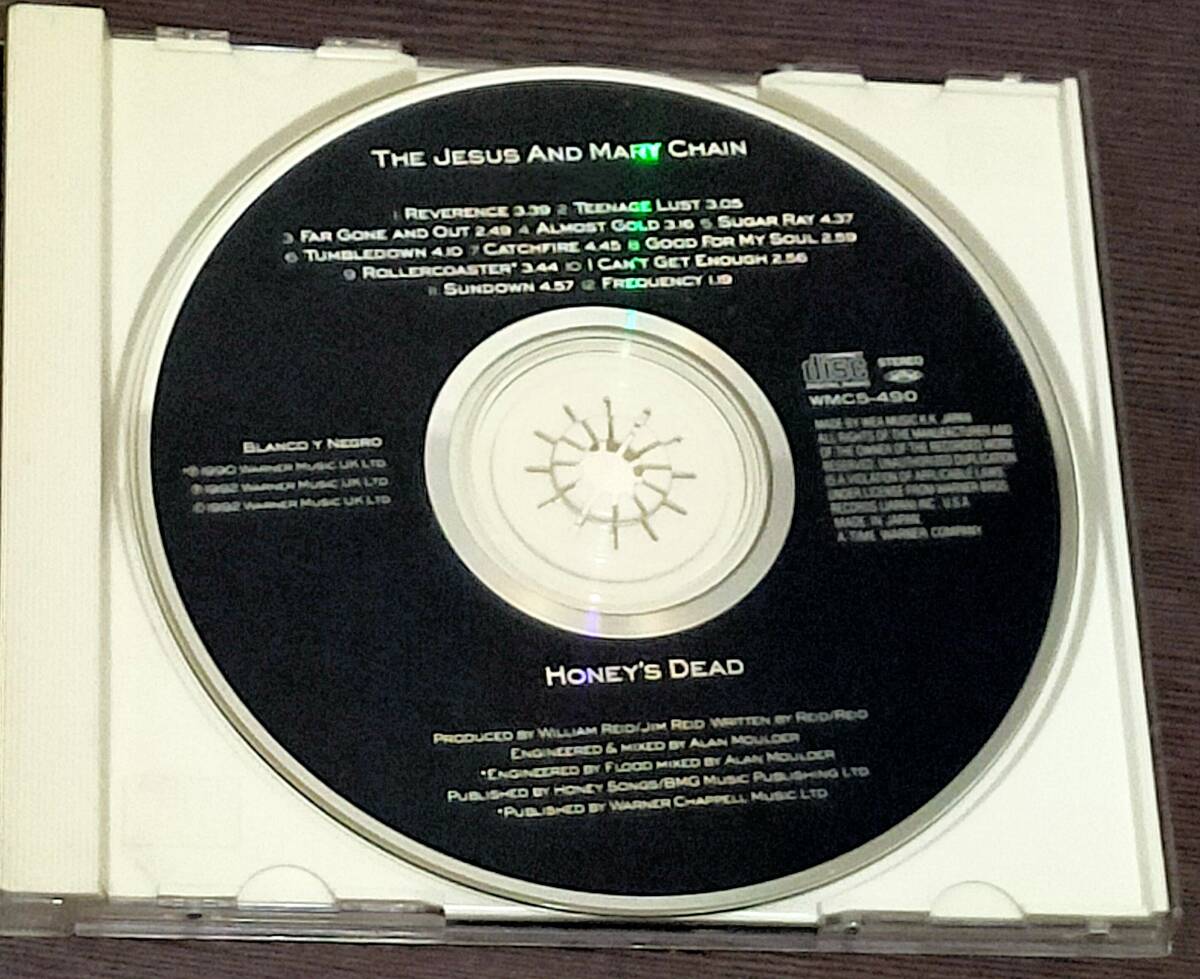 THE JESUS AND MARY CHAIN
1 REVERENCE 3.39 2 TEENAGE LUST 3.05
3 FAR GONE AND OUT 2.49 4 ALMOST GOLD 3.16 5 SUGAR RAY 4.37
6 TUMBLEDOWN 4.10 7 CATCHFIRE 4.45 8 GOOD FOR MY SOUL 2.59
9 ROLLERCOASTER* 3.44 10 I CAN'T GET ENOUGH 2.56
11 SUNDOWN 4.57 12 FREQUENCY 1.19
disc
STEREO
WMC5-490
MADE BY WEA MUSIC K.K. JAPAN
ALL RIGHTS OF THE MANUFACTURER AND
OF THE OWNER OF THE RECORDED WORK
RESERVED. UNAUTHORIZED DUPLICATION
IS A VIOLATION OF APPLICABLE LAWS.
UNDER LICENSE FROM WARNER BROS.
RECORDS INC. U.S.A
MADE IN JAPAN.
A TIME WARNER COMPANY
BLANCO Y NEGRO
*℗ 1990 WARNER MUSIC UK LTD
℗ 1992 WARNER MUSIC UK LTD
© 1992 WARNER MUSIC UK LTD
HONEY'S DEAD
PRODUCED BY WILLIAM REID/JIM REID WRITTEN BY REID/REID
ENGINEERED & MIXED BY ALAN MOULDER
*ENGINEERED BY FLOOD MIXED BY ALAN MOULDER
PUBLISHED BY HONEY SONGS/BMG MUSIC PUBLISHING LTD
*PUBLISHED BY WARNER CHAPPELL MUSIC LTD